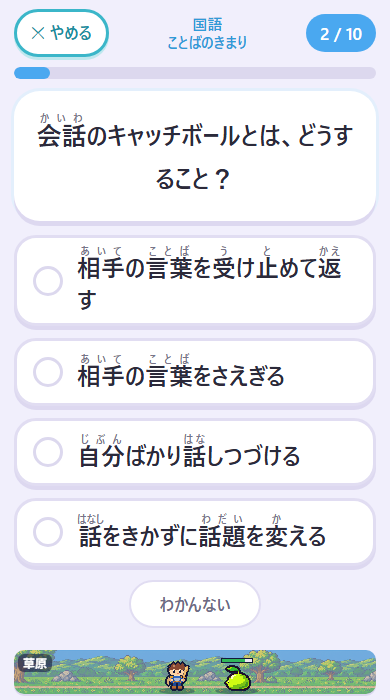 × やめる
国語
ことばのきまり
2 / 10
かいわ
会話のキャッチボールとは、どうす
ること？
あいて ことば う と かえ
相手の言葉を受け止めて返
す
あいて ことば
相手の言葉をさえぎる
じぶん はな
自分ばかり話しつづける
はなし わだい か
話をきかずに話題を変える
わかんない
草原